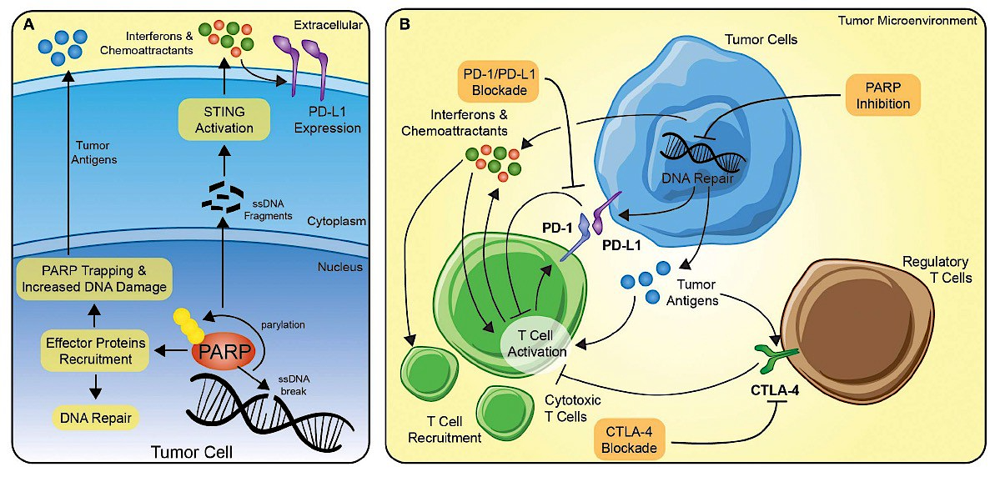 A
Extracellular
Interferons &
Chemoattractants
PD-L1
Expression
STING
Activation
Tumor
Antigens
ssDNA
Fragments
Cytoplasm
Nucleus
PARP Trapping &
Increased DNA Damage
parylation
Effector Proteins
Recruitment
PARP
ssDNA
break
DNA Repair
Tumor Cell
B
Tumor Microenvironment
Tumor Cells
PD-1/PD-L1
Blockade
PARP
Inhibition
Interferons &
Chemoattractants
DNA Repair
PD-1
PD-L1
Regulatory
T Cells
Tumor
Antigens
T Cell
Activation
CTLA-4
Cytotoxic
T Cells
T Cell
Recruitment
CTLA-4
Blockade